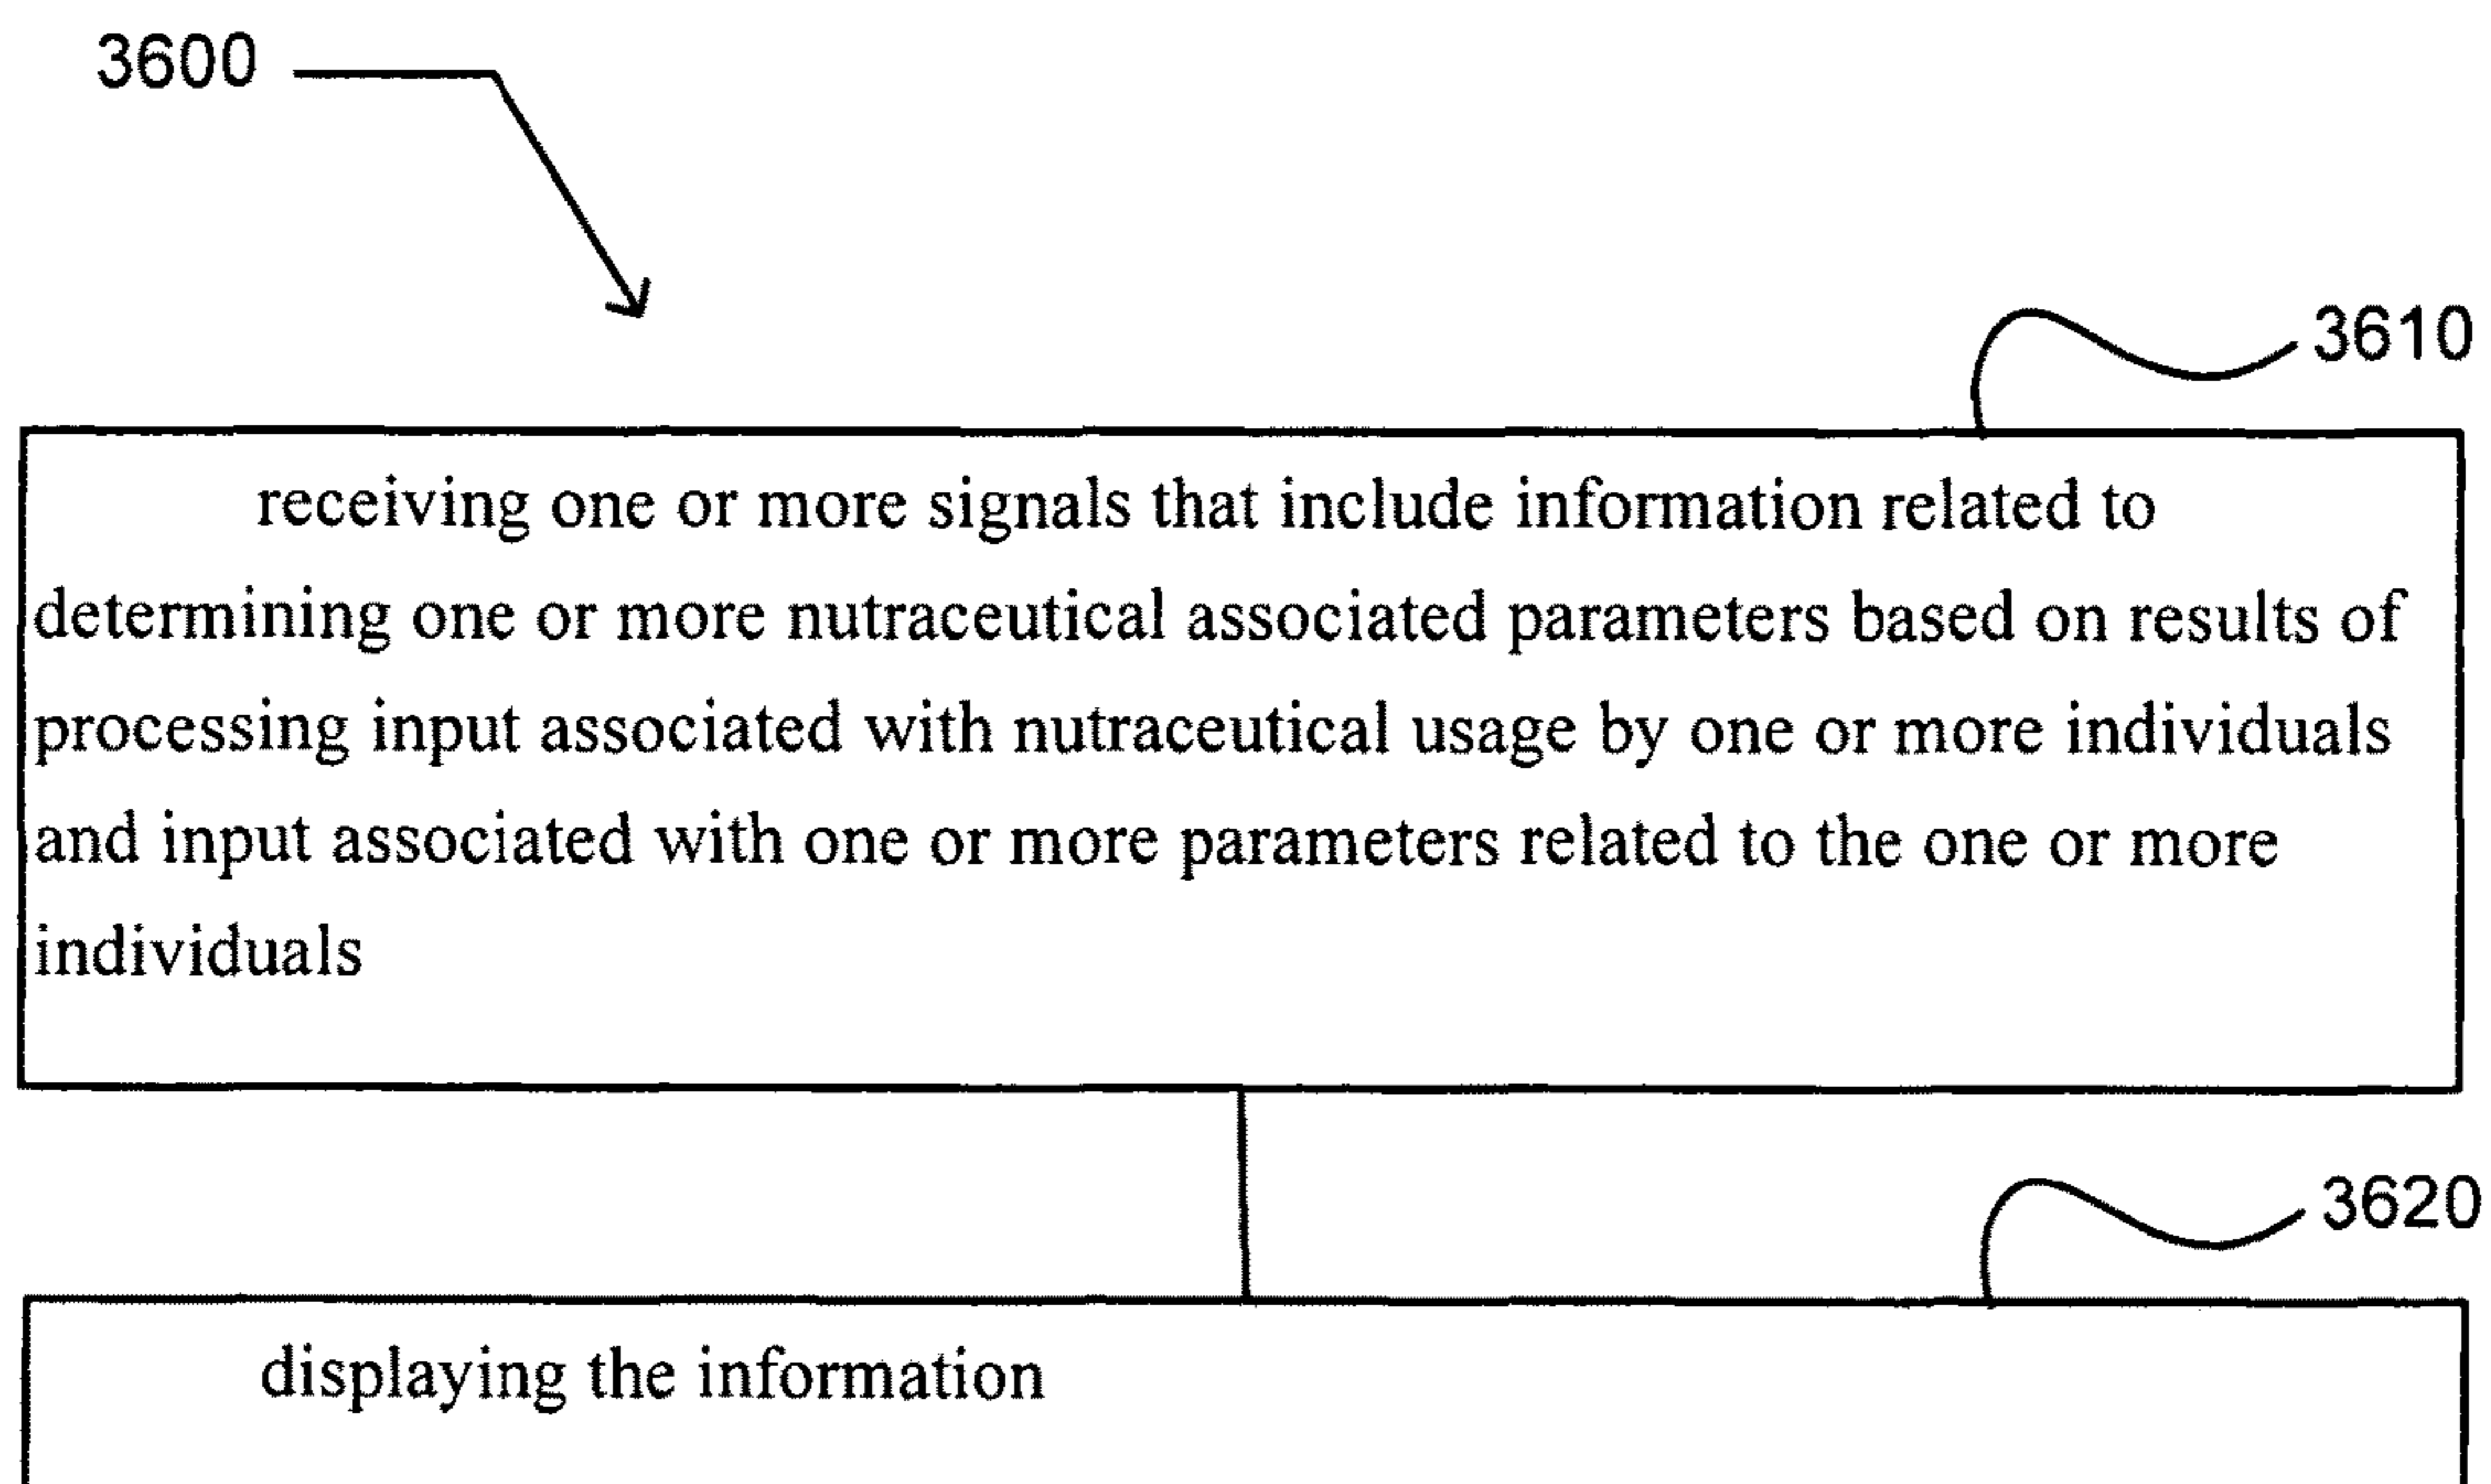 3600
3610
receiving one or more signals that include information related to
determining one or more nutraceutical associated parameters based on results of
processing input associated with nutraceutical usage by one or more individuals
and input associated with one or more parameters related to the one or more
individuals
3620
displaying the information